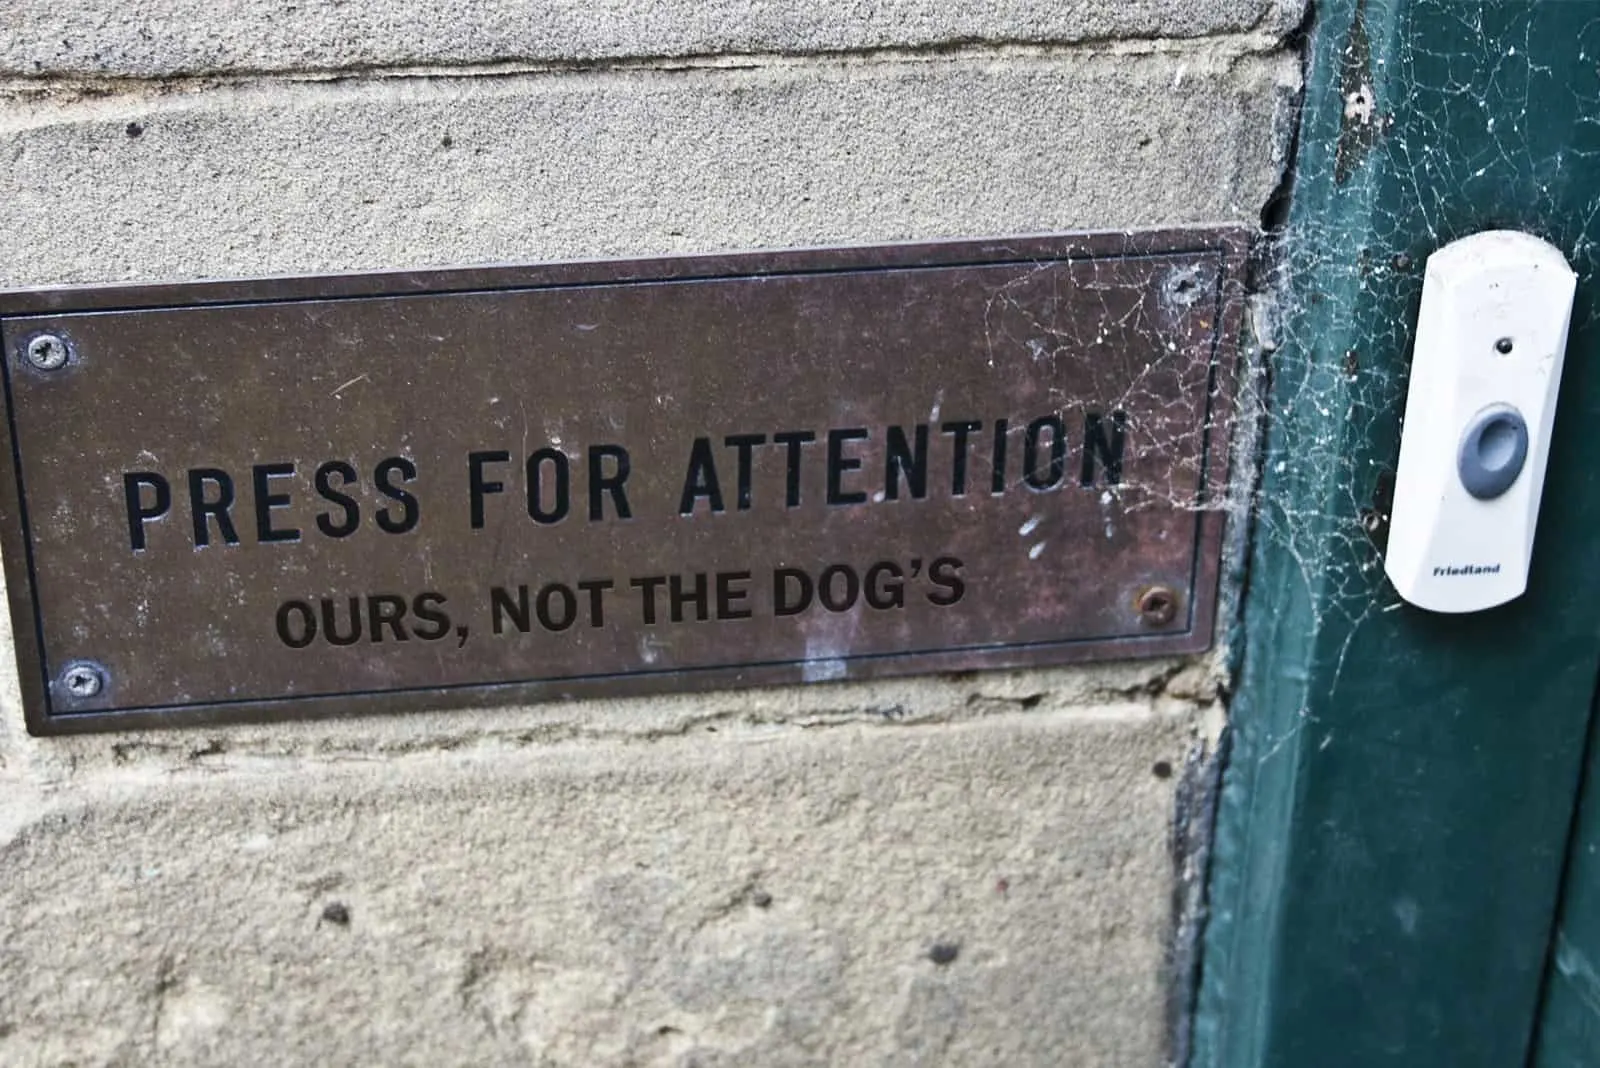 PRESS FOR ATTENTION
OURS, NOT THE DOG’S
Friedland